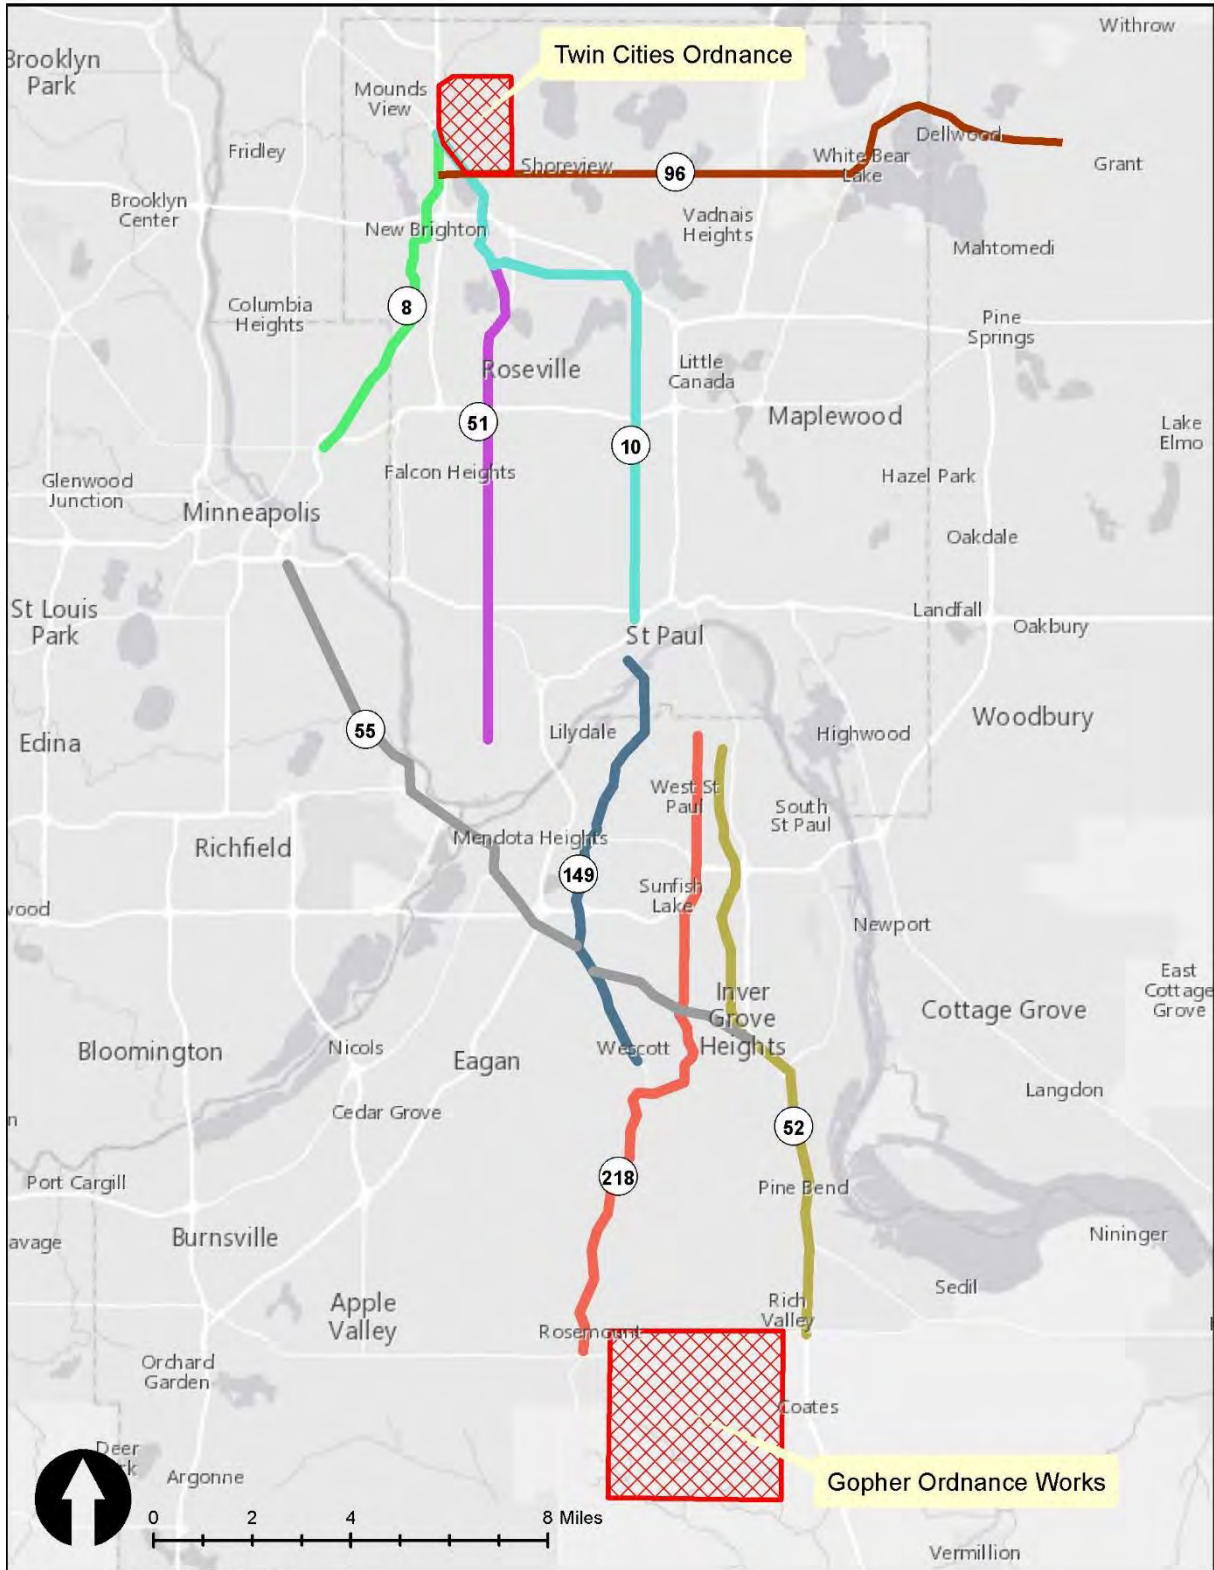 Withrow
Brooklyn
Park
Twin Cities Ordnance
Mounds
View
Dellwood
Fridley
Shoreview
White Bear
Lake
Grant
96
Brooklyn
Center
New Brighton
Vadnais
Heights
Mahtomedi
Columbia
Heights
8
Pine
Springs
Roseville
Little
Canada
Maplewood
51
10
Lake
Elmo
Falcon Heights
Glenwood
Junction
Hazel Park
Minneapolis
Oakdale
St Louis
Park
Landfall
Oakbury
St Paul
Woodbury
55
Edina
Lilydale
Highwood
West St
Paul
South
St Paul
Richfield
Mendota Heights
149
Sunfish
Lake
wood
Newport
East
Cottage
Grove
Inver
Grove
Heights
Cottage Grove
Bloomington
Nicols
Eagan
Wescott
Langdon
Cedar Grove
52
218
Port Cargill
Pine Bend
Burnsville
avage
Nininger
Sedil
Apple
Valley
Rich
Valley
Rosemount
Orchard
Garden
Coates
Deer
rk
Argonne
Gopher Ordnance Works
0 2 4 8 Miles
Vermillion